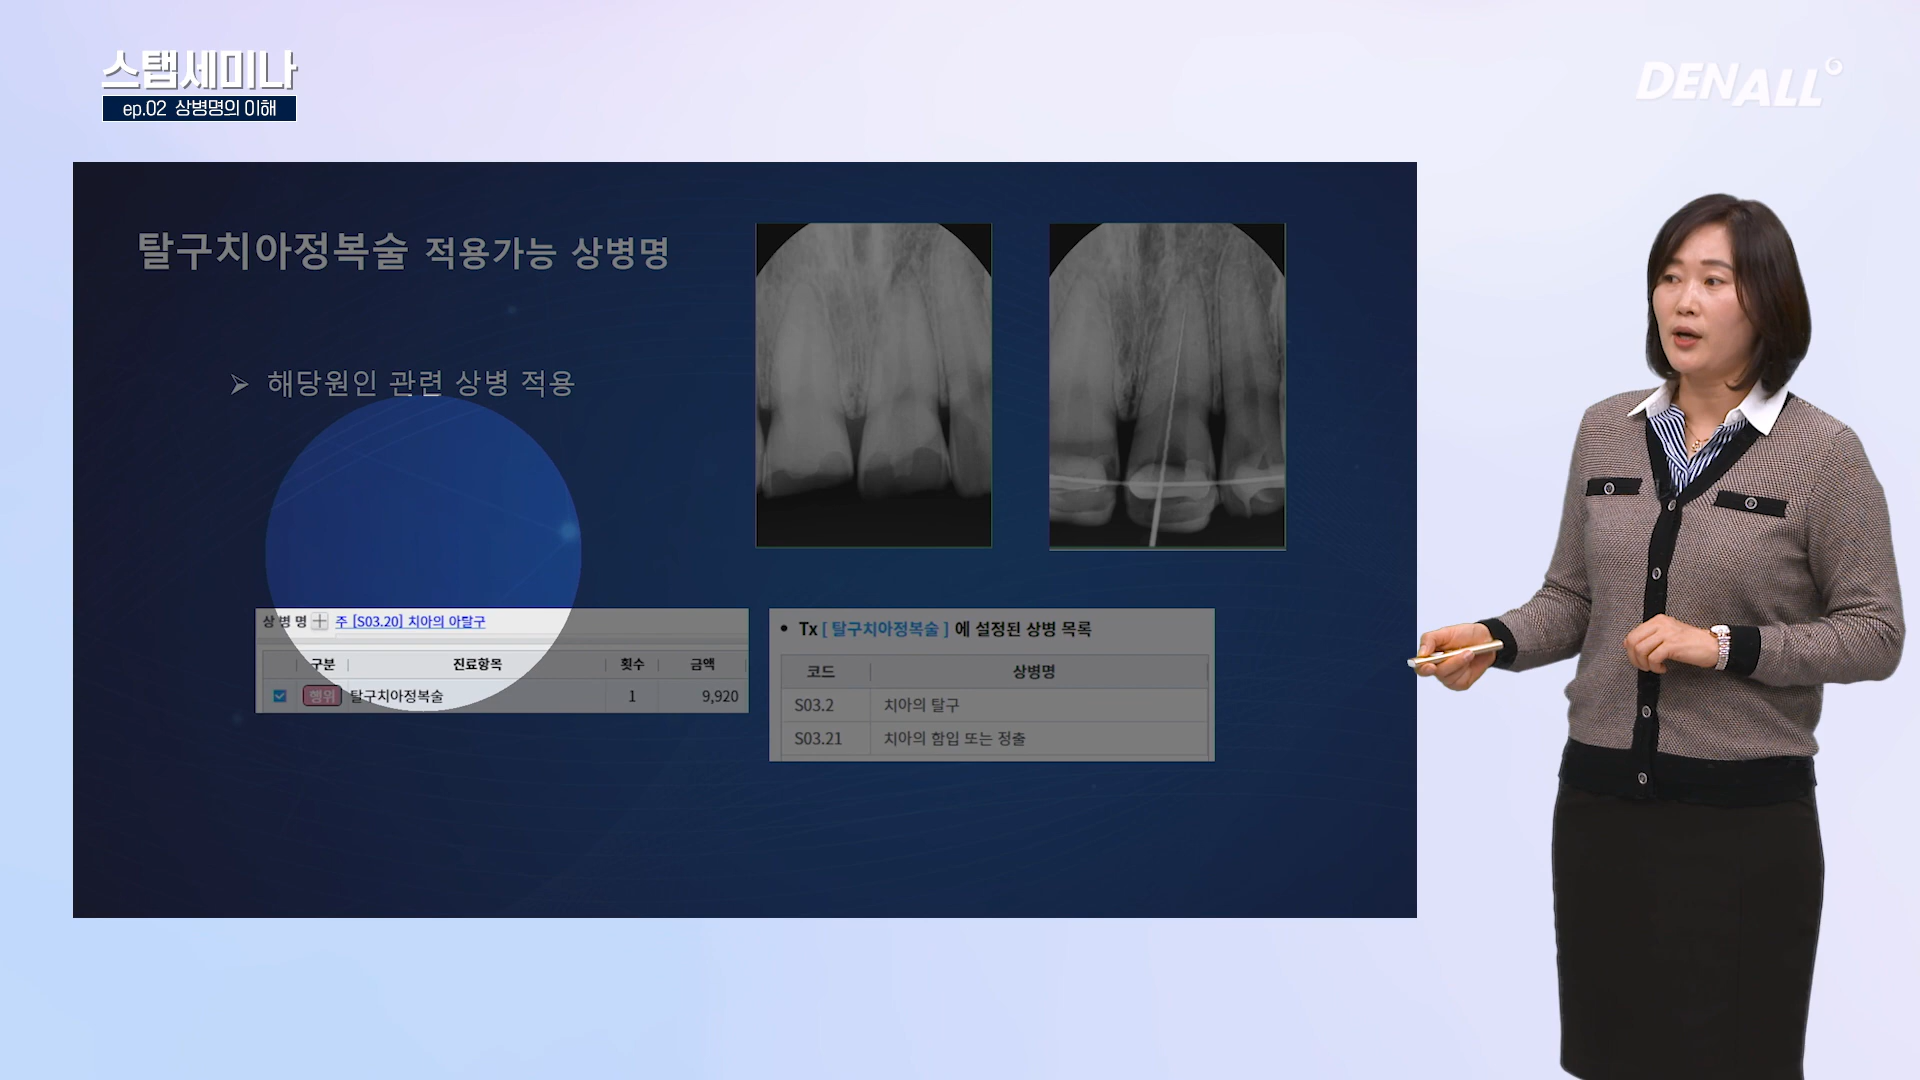 스탭세미나
ep.02 상병명의 이해
DENALL
탈구치아정복술 적용가능 상병명
➢ 해당원인 관련 상병 적용
상 병 명 + 주 [S03.20] 치아의 아탈구
구분 진료항목 횟수 금액
행위 탈구치아정복술 1 9,920
• Tx [ 탈구치아정복술 ] 에 설정된 상병 목록
코드 상병명
S03.2 치아의 탈구
S03.21 치아의 함입 또는 정출